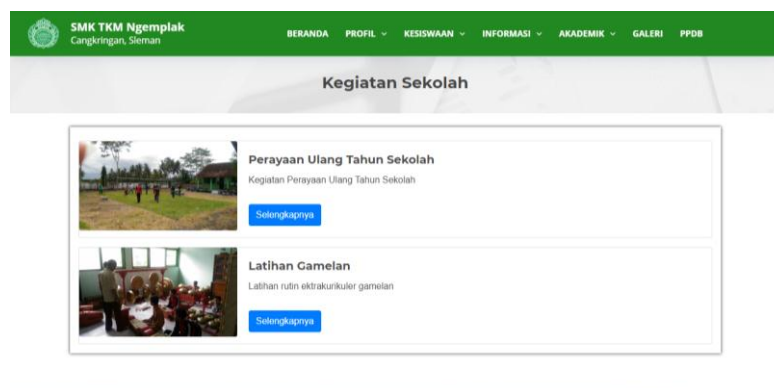 SMK TKM Ngemplak
Cangkringan, Sleman
BERANDA PROFIL KESISWAAN INFORMASI AKADEMIK GALERI PPDB
Kegiatan Sekolah
Perayaan Ulang Tahun Sekolah
Kegiatan Perayaan Ulang Tahun Sekolah
Selengkapnya
Latihan Gamelan
Latihan rutin ektrakurikuler gamelan
Selengkapnya